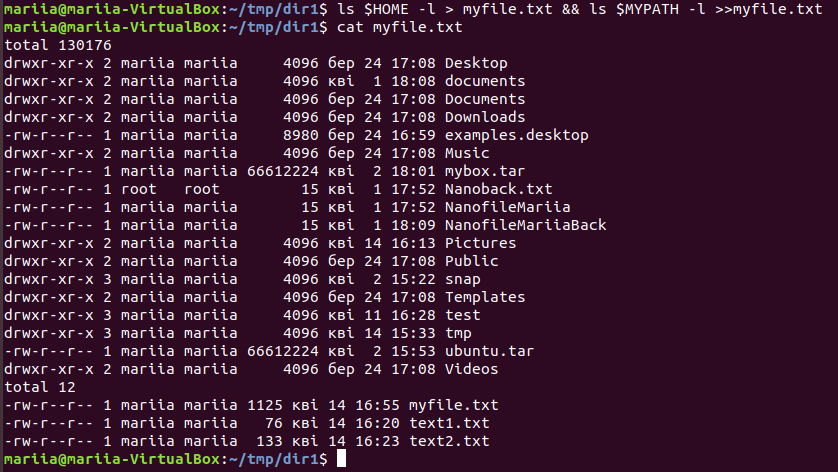 mariia@mariia-VirtualBox:~/tmp/dir1$ ls $HOME -l > myfile.txt && ls $MYPATH -l >>myfile.txt
mariia@mariia-VirtualBox:~/tmp/dir1$ cat myfile.txt
total 130176
drwxr-xr-x 2 mariia mariia     4096 бер 24 17:08 Desktop
drwxr-xr-x 2 mariia mariia     4096 кві  1 18:08 documents
drwxr-xr-x 2 mariia mariia     4096 бер 24 17:08 Documents
drwxr-xr-x 2 mariia mariia     4096 бер 24 17:08 Downloads
-rw-r--r-- 1 mariia mariia     8980 бер 24 16:59 examples.desktop
drwxr-xr-x 2 mariia mariia     4096 бер 24 17:08 Music
-rw-r--r-- 1 mariia mariia 66612224 кві  2 18:01 mybox.tar
-rw-r--r-- 1 root   root         15 кві  1 17:52 Nanoback.txt
-rw-r--r-- 1 mariia mariia       15 кві  1 17:52 NanofileMariia
-rw-r--r-- 1 mariia mariia       15 кві  1 18:09 NanofileMariiaBack
drwxr-xr-x 2 mariia mariia     4096 кві 14 16:13 Pictures
drwxr-xr-x 2 mariia mariia     4096 бер 24 17:08 Public
drwxr-xr-x 3 mariia mariia     4096 кві  2 15:22 snap
drwxr-xr-x 2 mariia mariia     4096 бер 24 17:08 Templates
drwxr-xr-x 6 mariia mariia     4096 кві 11 16:28 test
drwxr-xr-x 3 mariia mariia     4096 кві 14 15:33 tmp
-rw-r--r-- 1 mariia mariia 66612224 кві  2 15:53 ubuntu.tar
drwxr-xr-x 2 mariia mariia     4096 бер 24 17:08 Videos
total 12
-rw-r--r-- 1 mariia mariia 1125 кві 14 16:55 myfile.txt
-rw-r--r-- 1 mariia mariia   76 кві 14 16:20 text1.txt
-rw-r--r-- 1 mariia mariia  133 кві 14 16:23 text2.txt
mariia@mariia-VirtualBox:~/tmp/dir1$